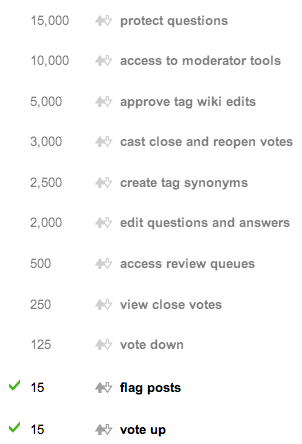 15,000 protect questions
10,000 access to moderator tools
5,000 approve tag wiki edits
3,000 cast close and reopen votes
2,500 create tag synonyms
2,000 edit questions and answers
500 access review queues
250 view close votes
125 vote down
15 flag posts
15 vote up